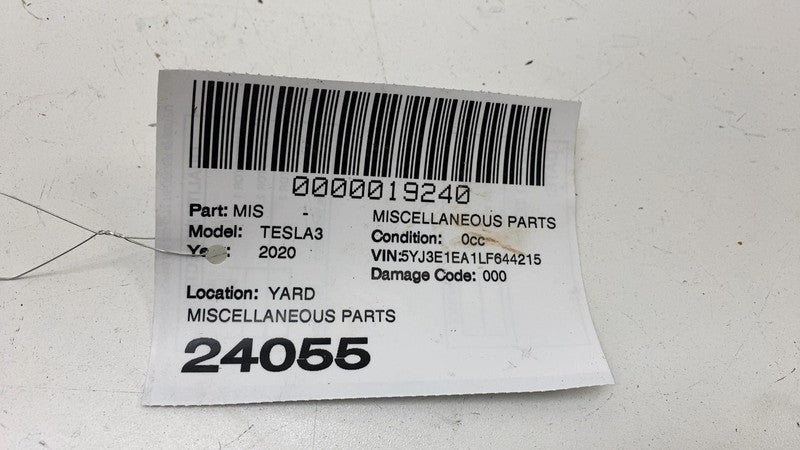 0000019240
Part: MIS - MISCELLANEOUS PARTS
Model: TESLA3 Condition: 0cc
2020 VIN:5YJ3E1EA1LF644215
Damage Code: 000
Location: YARD
MISCELLANEOUS PARTS
24055